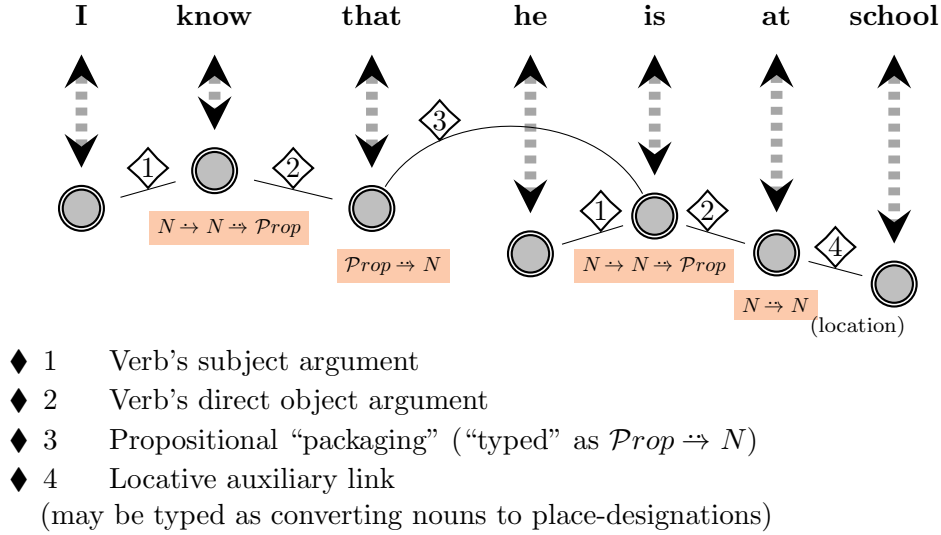 I know that he is at school
3
1 2 1 2 4
N → N ⇢ Prop N → N ⇢ Prop
Prop ⇢ N
N ⇢ N
(location)
♦ 1 Verb's subject argument
♦ 2 Verb's direct object argument
♦ 3 Propositional “packaging” (“typed” as Prop ⇢ N)
♦ 4 Locative auxiliary link
(may be typed as converting nouns to place-designations)